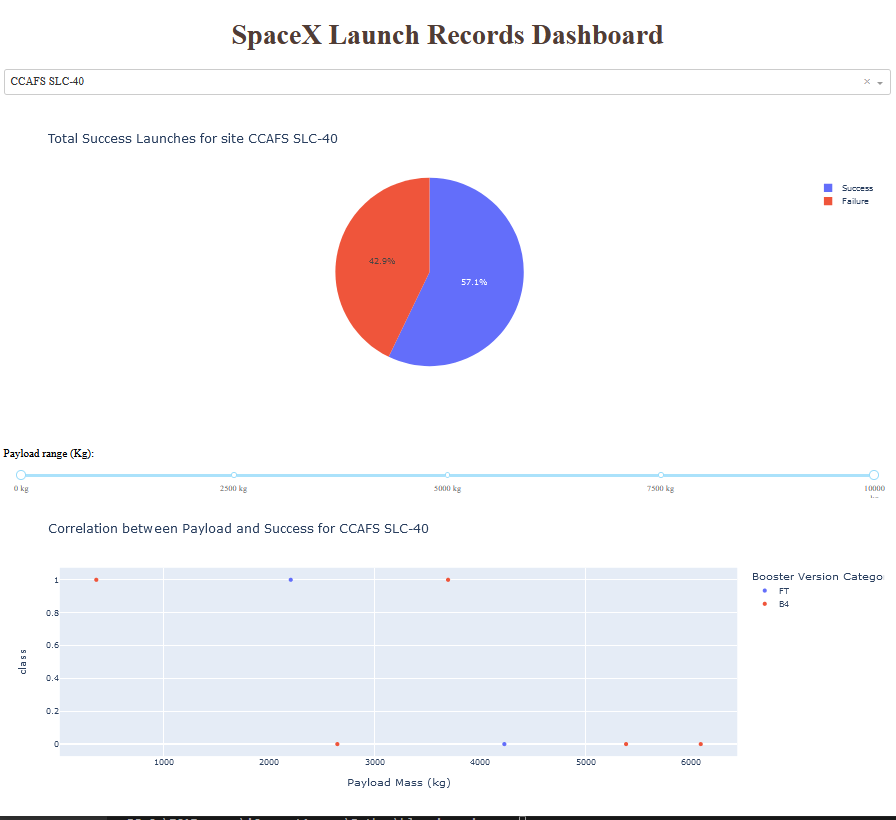 SpaceX Launch Records Dashboard
CCAFS SLC-40
Total Success Launches for site CCAFS SLC-40
Success
Failure
42.9%
57.1%
Payload range (Kg):
0 kg 2500 kg 5000 kg 7500 kg 10000
Correlation between Payload and Success for CCAFS SLC-40
Booster Version Catego
FT
B4
1
0.8
0.6
0.4
0.2
0
class
1000 2000 3000 4000 5000 6000
Payload Mass (kg)